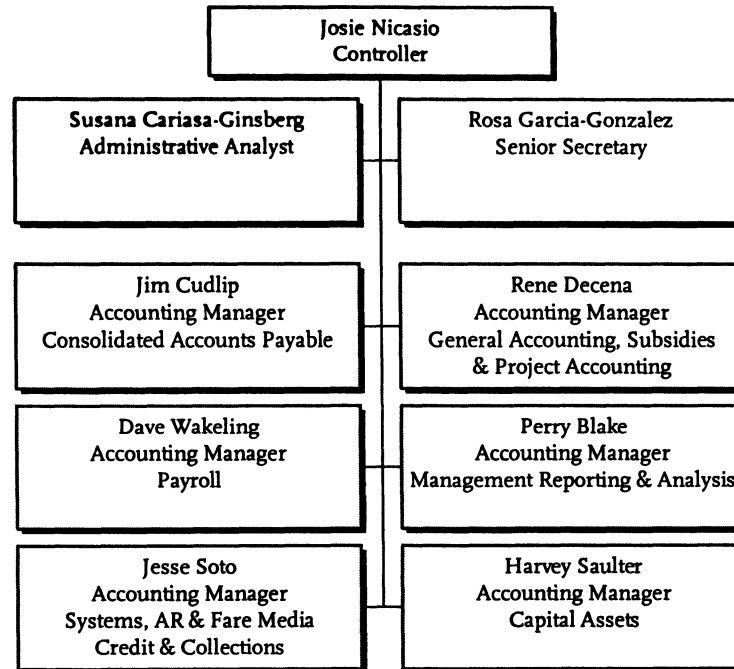 Josie Nicasio
Controller
Susana Cariasa-Ginsberg
Administrative Analyst
Rosa Garcia-Gonzalez
Senior Secretary
Jim Cudlip
Accounting Manager
Consolidated Accounts Payable
Rene Decena
Accounting Manager
General Accounting, Subsidies
& Project Accounting
Dave Wakeling
Accounting Manager
Payroll
Perry Blake
Accounting Manager
Management Reporting & Analysis
Jesse Soto
Accounting Manager
Systems, AR & Fare Media
Credit & Collections
Harvey Saulter
Accounting Manager
Capital Assets